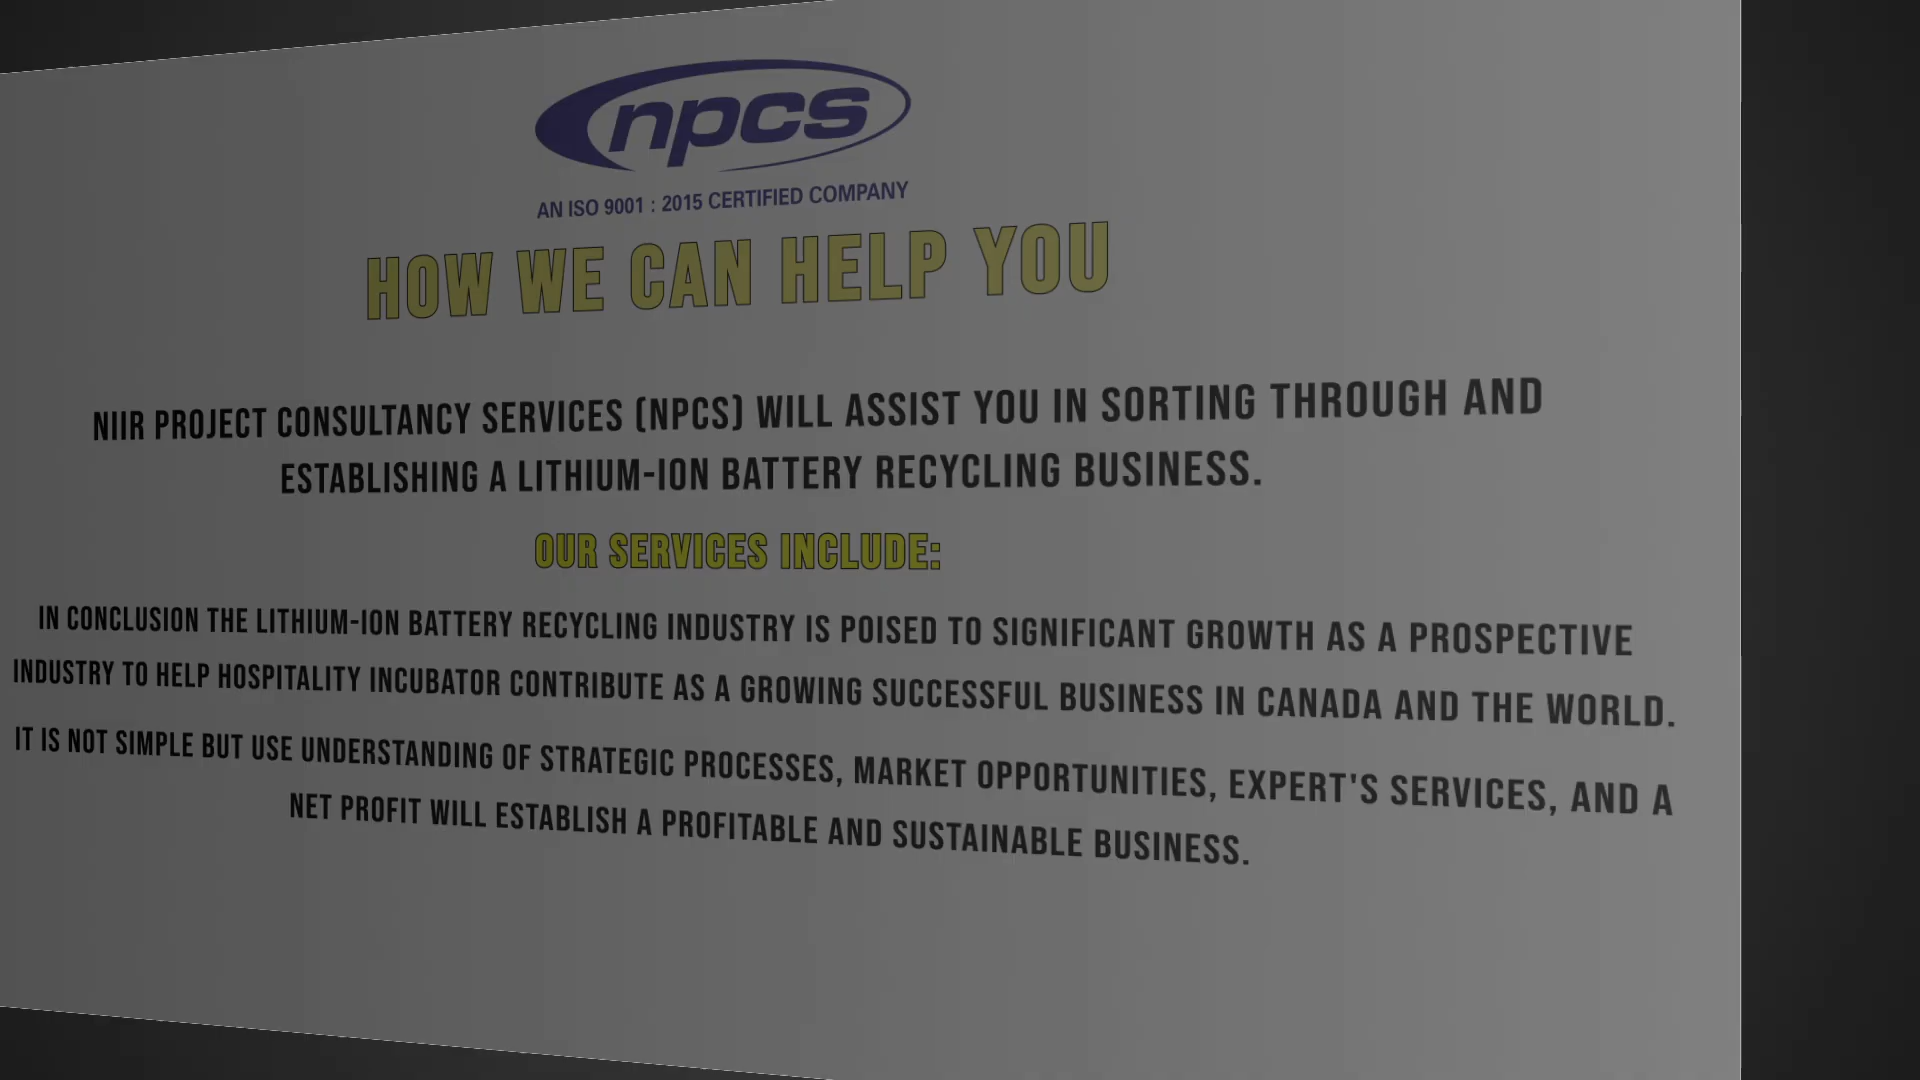 npcs
AN ISO 9001 : 2015 CERTIFIED COMPANY
HOW WE CAN HELP YOU
NIIR PROJECT CONSULTANCY SERVICES (NPCS) WILL ASSIST YOU IN SORTING THROUGH AND
ESTABLISHING A LITHIUM-ION BATTERY RECYCLING BUSINESS.
OUR SERVICES INCLUDE:
IN CONCLUSION THE LITHIUM-ION BATTERY RECYCLING INDUSTRY IS POISED TO SIGNIFICANT GROWTH AS A PROSPECTIVE
INDUSTRY TO HELP HOSPITALITY INCUBATOR CONTRIBUTE AS A GROWING SUCCESSFUL BUSINESS IN CANADA AND THE WORLD.
IT IS NOT SIMPLE BUT USE UNDERSTANDING OF STRATEGIC PROCESSES, MARKET OPPORTUNITIES, EXPERT'S SERVICES, AND A
NET PROFIT WILL ESTABLISH A PROFITABLE AND SUSTAINABLE BUSINESS.